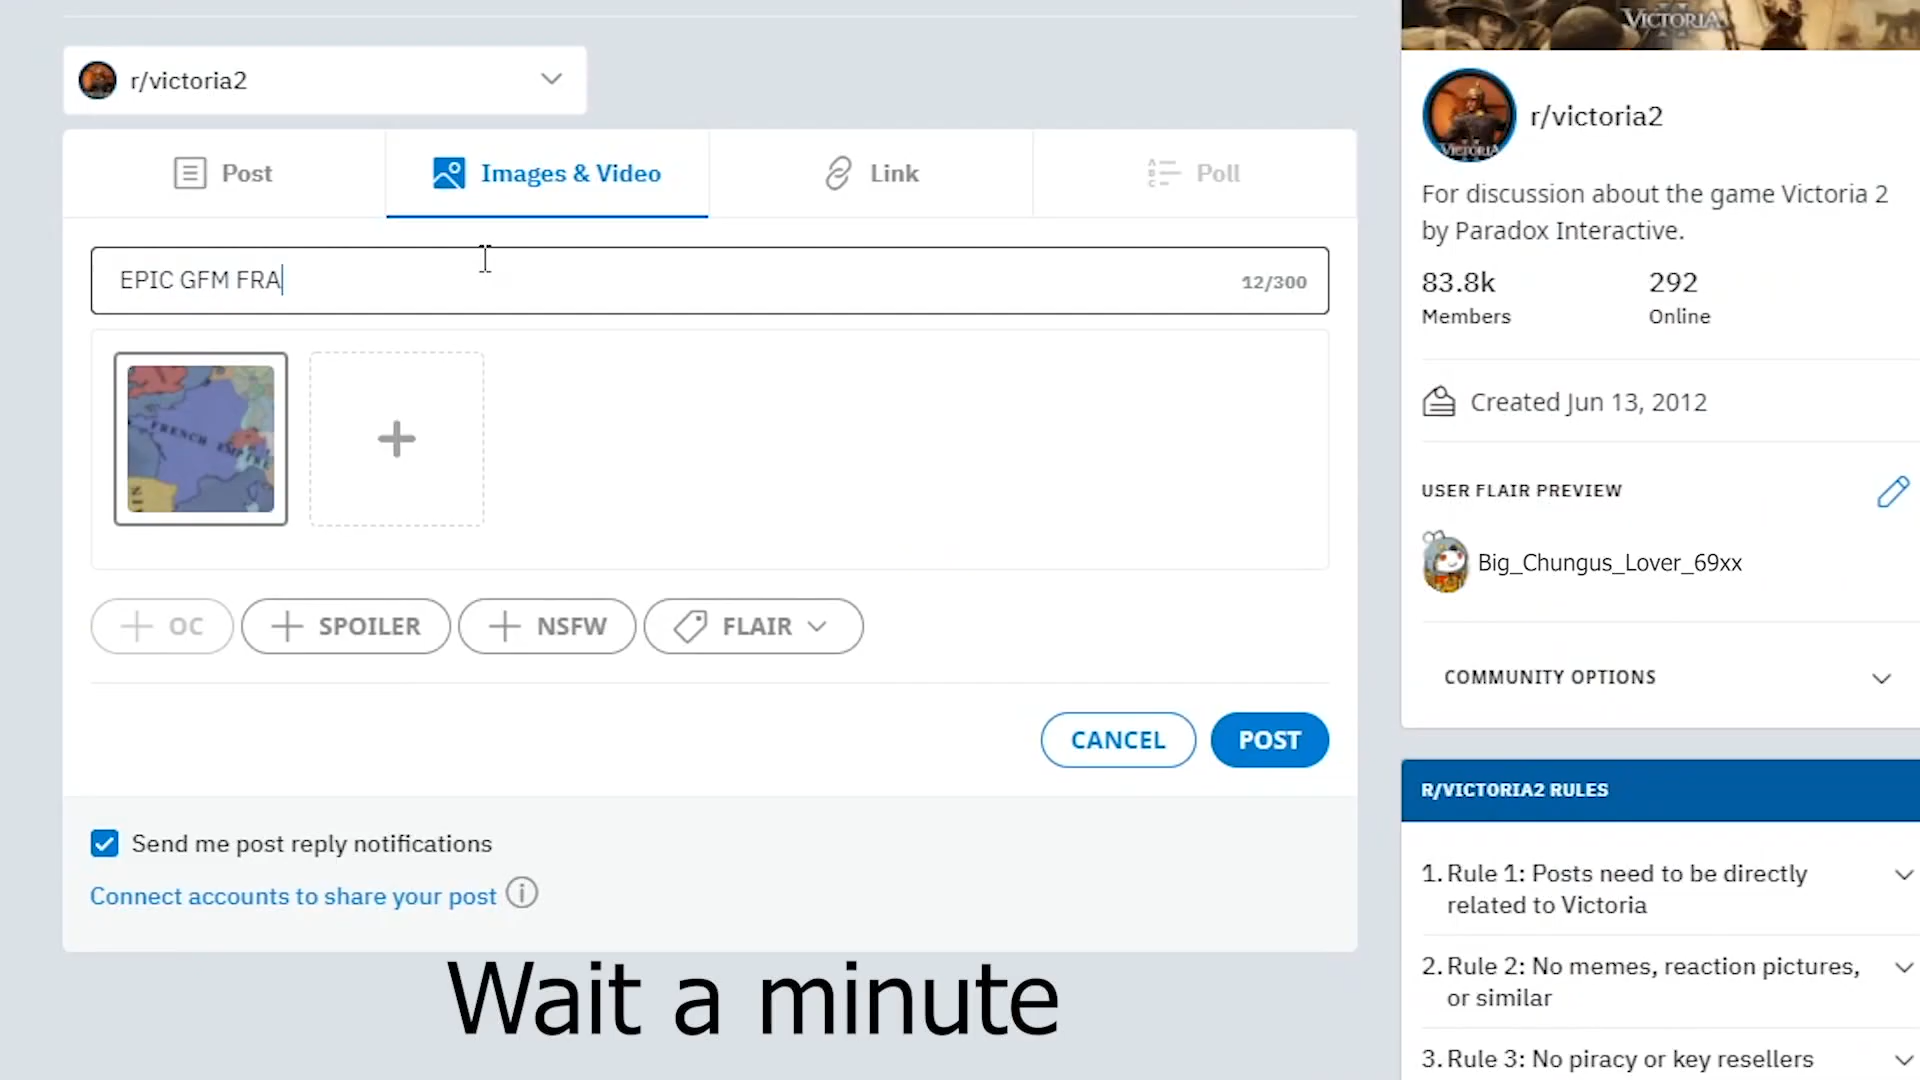 VICTORIA II
r/victoria2
Post
Images & Video
Link
Poll
EPIC GFM FRA
12/300
FRENCH EMPIRE
OC
SPOILER
NSFW
FLAIR
CANCEL
POST
Send me post reply notifications
Connect accounts to share your post
Wait a minute
VICTORIA
r/victoria2
For discussion about the game Victoria 2
by Paradox Interactive.
83.8k
292
Members
Online
Created Jun 13, 2012
USER FLAIR PREVIEW
Big_Chungus_Lover_69xx
COMMUNITY OPTIONS
R/VICTORIA2 RULES
1. Rule 1: Posts need to be directly
related to Victoria
2. Rule 2: No memes, reaction pictures,
or similar
3. Rule 3: No piracy or key resellers